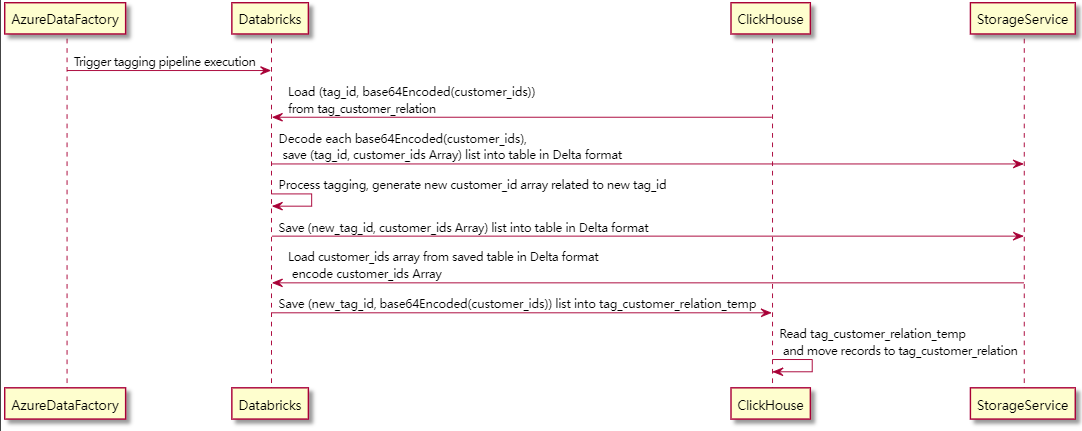 AzureDataFactory
Databricks
ClickHouse
StorageService
Trigger tagging pipeline execution
Load (tag_id, base64Encoded(customer_ids))
from tag_customer_relation
Decode each base64Encoded(customer_ids),
save (tag_id, customer_ids Array) list into table in Delta format
Process tagging, generate new customer_id array related to new tag_id
Save (new_tag_id, customer_ids Array) list into table in Delta format
Load customer_ids array from saved table in Delta format
encode customer_ids Array
Save (new_tag_id, base64Encoded(customer_ids)) list into tag_customer_relation_temp
Read tag_customer_relation_temp
and move records to tag_customer_relation
AzureDataFactory
Databricks
ClickHouse
StorageService